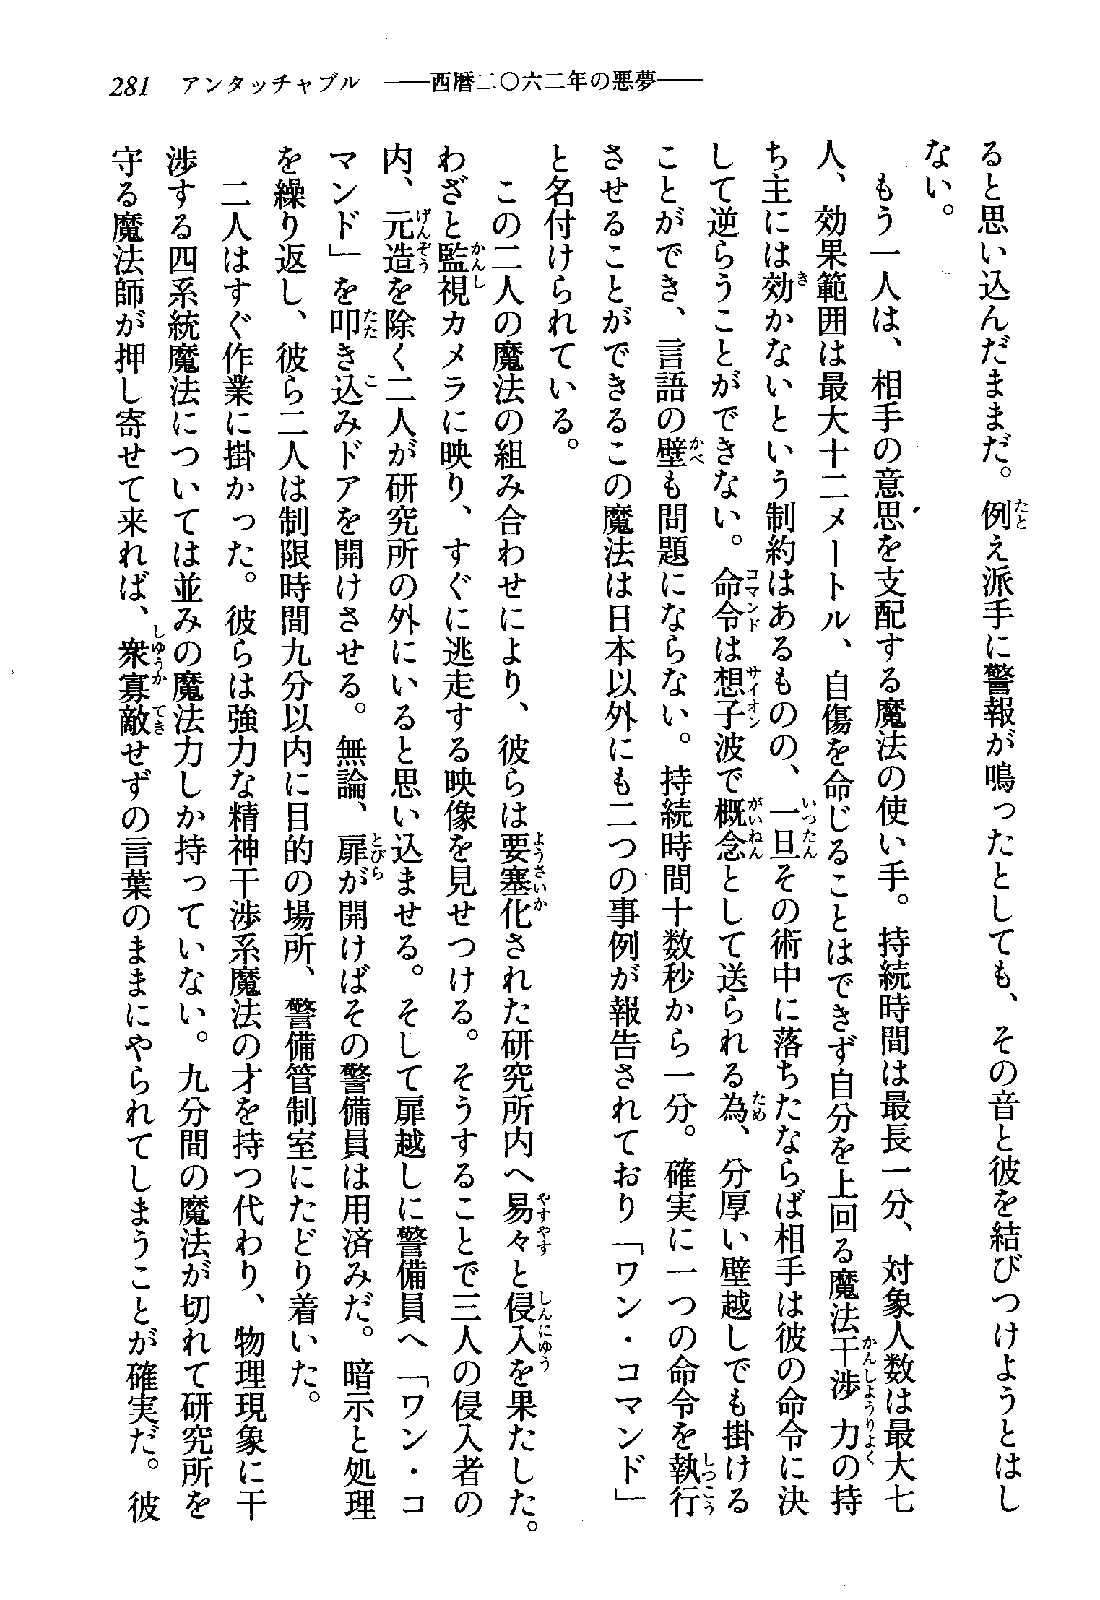 281 アンタッチャブル ――西暦二〇六二年の悪夢――
ると思い込んだままだ。例え派手に警報が鳴ったとしても、その音と彼を結びつけようとはし
ない。
もう一人は、相手の意思を支配する魔法の使い手。持続時間は最長一分、対象人数は最大七
人、効果範囲は最大十二メートル、自傷を命じることはできず自分を上回る魔法干渉力の持
ち主には効かないという制約はあるものの、一旦その術中に落ちたならば相手は彼の命令に決
して逆らうことができない。命令は想子波で概念として送られる為、分厚い壁越しでも掛ける
ことができ、言語の壁も問題にならない。持続時間十数秒から一分。確実に一つの命令を執行
させることができるこの魔法は日本以外にも二つの事例が報告されており「ワン・コマンド」
と名付けられている。
この二人の魔法の組み合わせにより、彼らは要塞化された研究所内へ易々と侵入を果たした。
わざと監視カメラに映り、すぐに逃走する映像を見せつける。そうすることで三人の侵入者の
内、元造を除く二人が研究所の外にいると思い込ませる。そして扉越しに警備員へ「ワン・コ
マンド」を叩き込みドアを開けさせる。無論、扉が開けばその警備員は用済みだ。暗示と処理
を繰り返し、彼ら二人は制限時間九分以内に目的の場所、警備管制室にたどり着いた。
二人はすぐ作業に掛かった。彼らは強力な精神干渉系魔法の才を持つ代わり、物理現象に干
渉する四系統魔法については並みの魔法力しか持っていない。九分間の魔法が切れて研究所を
守る魔法師が押し寄せて来れば、衆寡敵せずの言葉のままにやられてしまうことが確実だ。彼